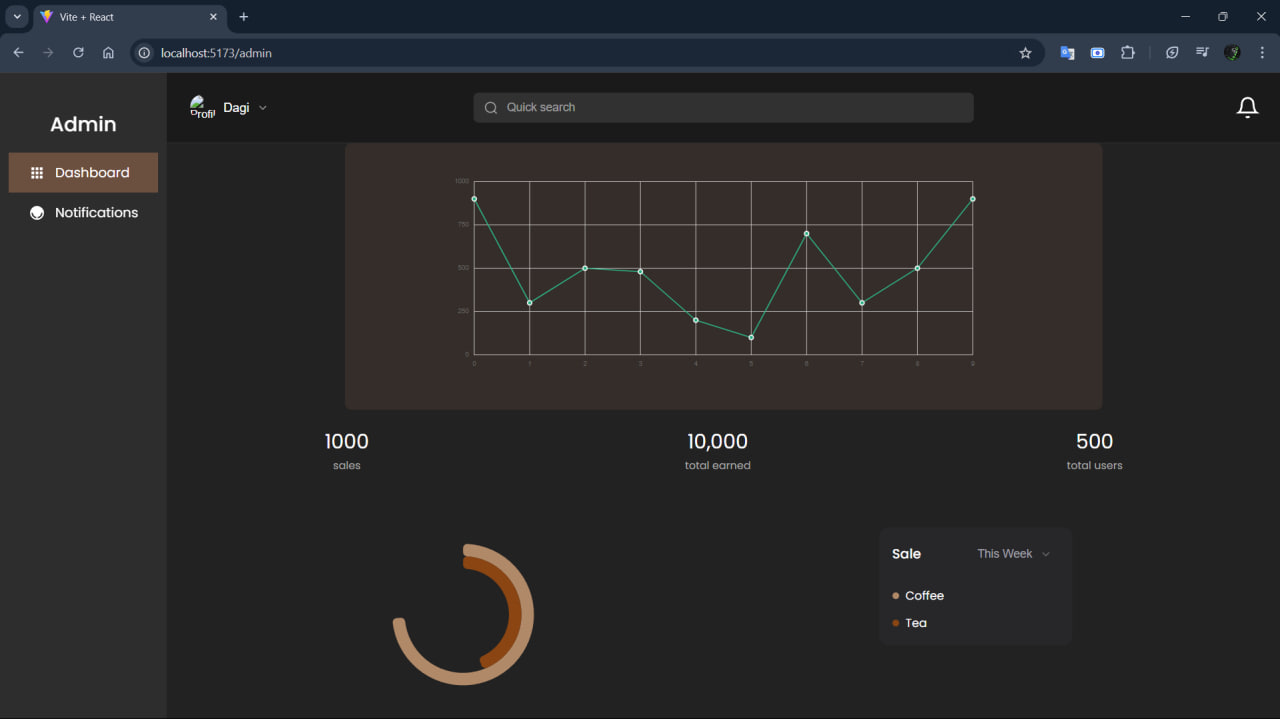 Vite + React
localhost:5173/admin
Admin
Dashboard
Notifications
Profil
Dagi
Quick search
1000
750
500
250
0
0 1 2 3 4 5 6 7 8 9
1000
sales
10,000
total earned
500
total users
Sale
This Week
Coffee
Tea